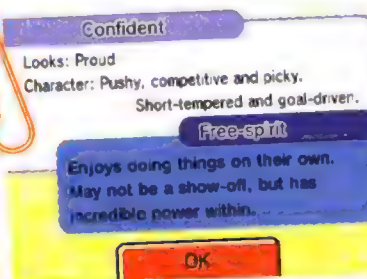 Confident
Looks: Proud
Character: Pushy, competitive and picky.
Short-tempered and goal-driven.
Free-spirit
Enjoys doing things on their own.
May not be a show-off, but has
incredible power within.
OK